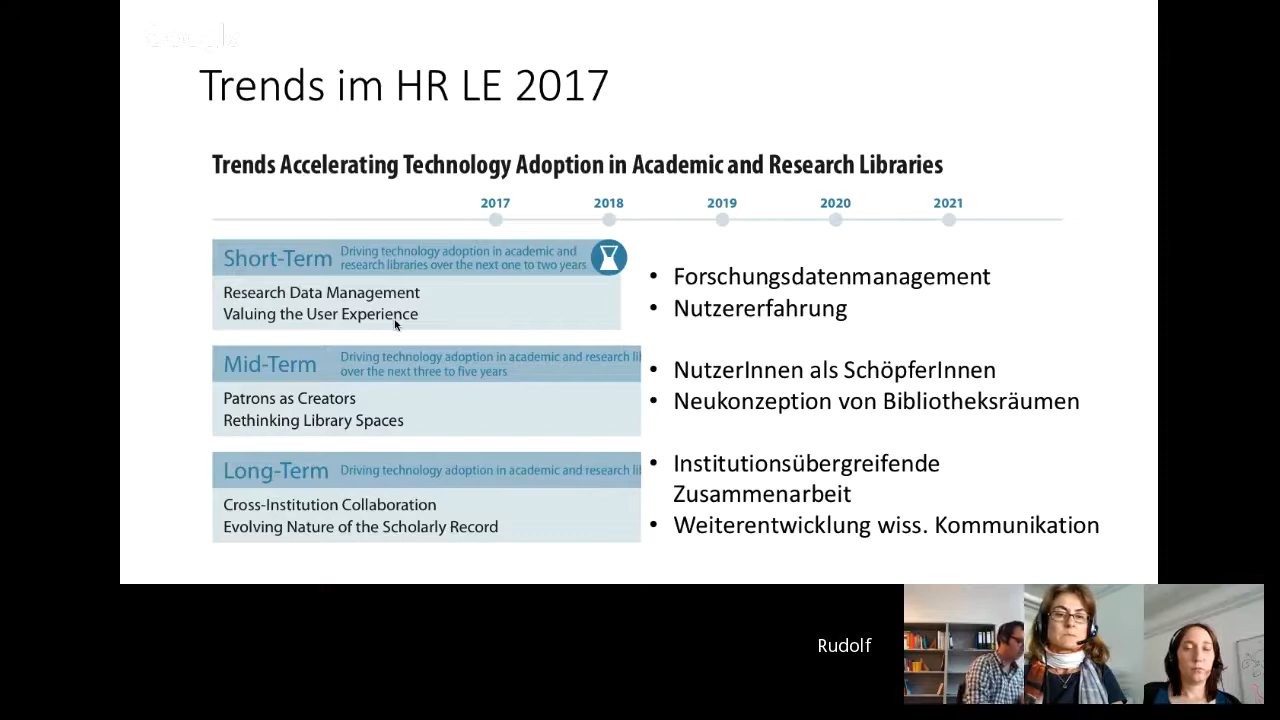 Trends im HR LE 2017
Trends Accelerating Technology Adoption in Academic and Research Libraries
2017 2018 2019 2020 2021
Short-Term Driving technology adoption in academic and
research libraries over the next one to two years
Research Data Management
Valuing the User Experience
• Forschungsdatenmanagement
• Nutzererfahrung
Mid-Term Driving technology adoption in academic and research
over the next three to five years
Patrons as Creators
Rethinking Library Spaces
• NutzerInnen als SchöpferInnen
• Neukonzeption von Bibliotheksräumen
Long-Term Driving technology adoption in academic and research
Cross-Institution Collaboration
Evolving Nature of the Scholarly Record
• Institutionsübergreifende
Zusammenarbeit
• Weiterentwicklung wiss. Kommunikation
Rudolf